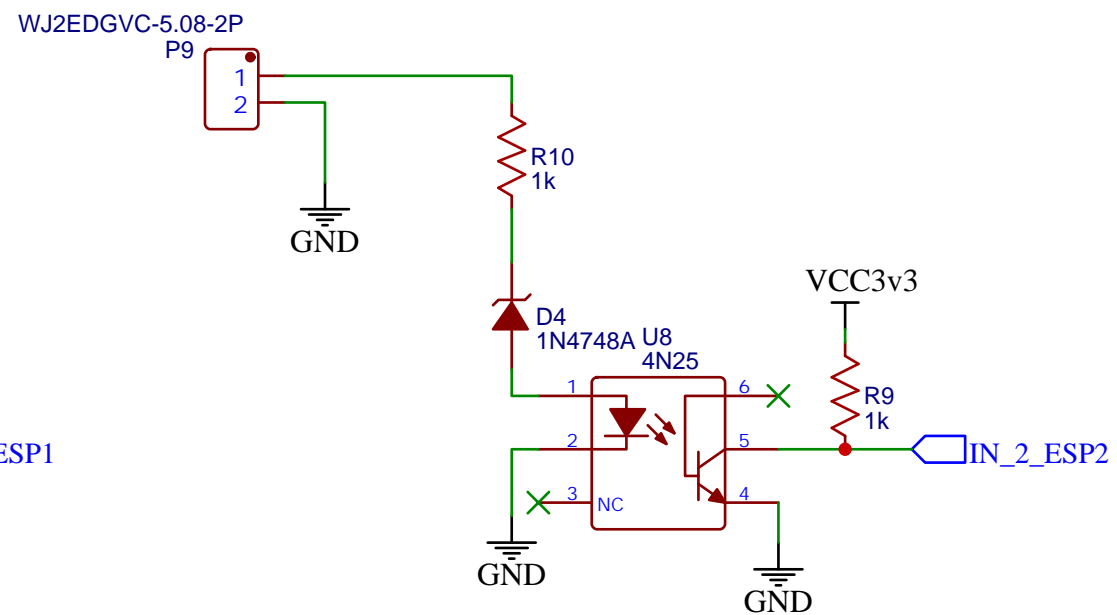 WJ2EDGVC-5.08-2P
P9
1
2
GND
R10
1k
VCC3v3
D4
1N4748A
U8
4N25
1
6
R9
1k
2
5
ESP1
IN_2_ESP2
3
NC
4
GND
GND